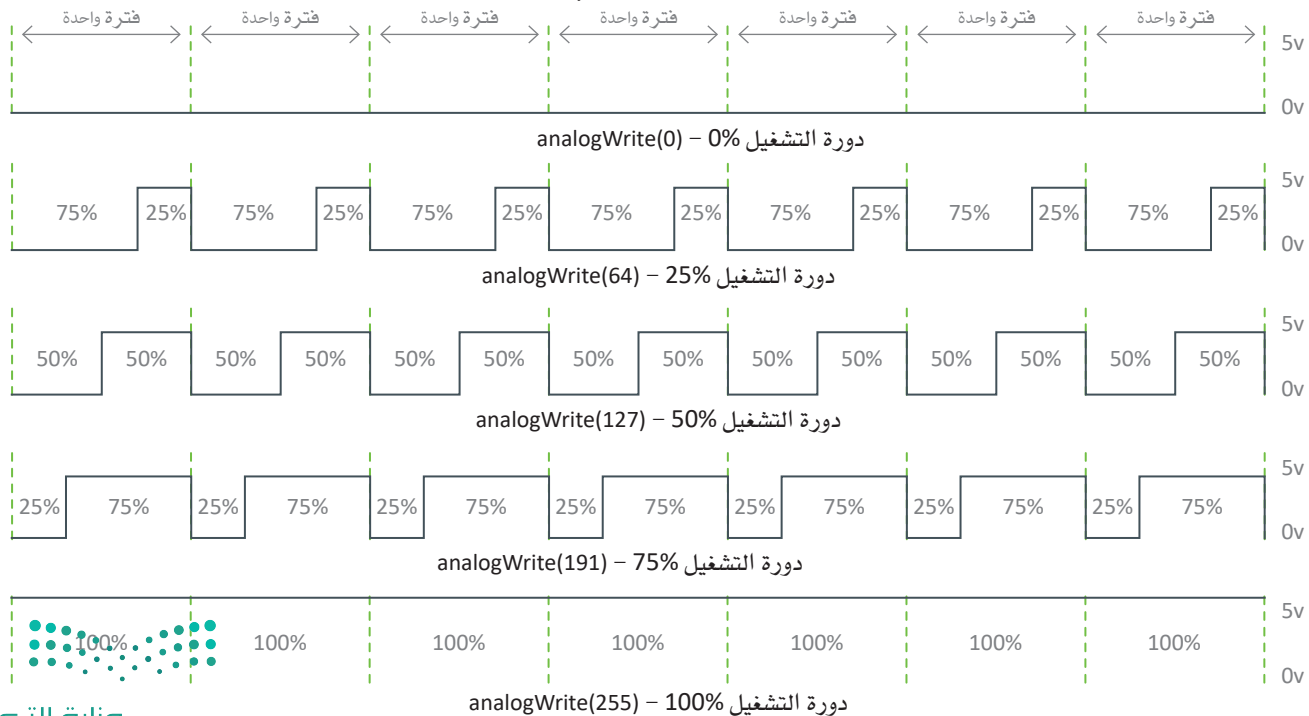 فترة واحدة فترة واحدة فترة واحدة فترة واحدة فترة واحدة فترة واحدة فترة واحدة
5v
0v
analogWrite(0) – 0% دورة التشغيل
5v
75% 25% 75% 25% 75% 25% 75% 25% 75% 25% 75% 25% 75% 25%
0v
analogWrite(64) – 25% دورة التشغيل
5v
50% 50% 50% 50% 50% 50% 50% 50% 50% 50% 50% 50% 50% 50%
0v
analogWrite(127) – 50% دورة التشغيل
5v
25% 75% 25% 75% 25% 75% 25% 75% 25% 75% 25% 75% 25% 75%
0v
analogWrite(191) – 75% دورة التشغيل
5v
100% 100% 100% 100% 100% 100% 100%
0v
analogWrite(255) – 100% دورة التشغيل